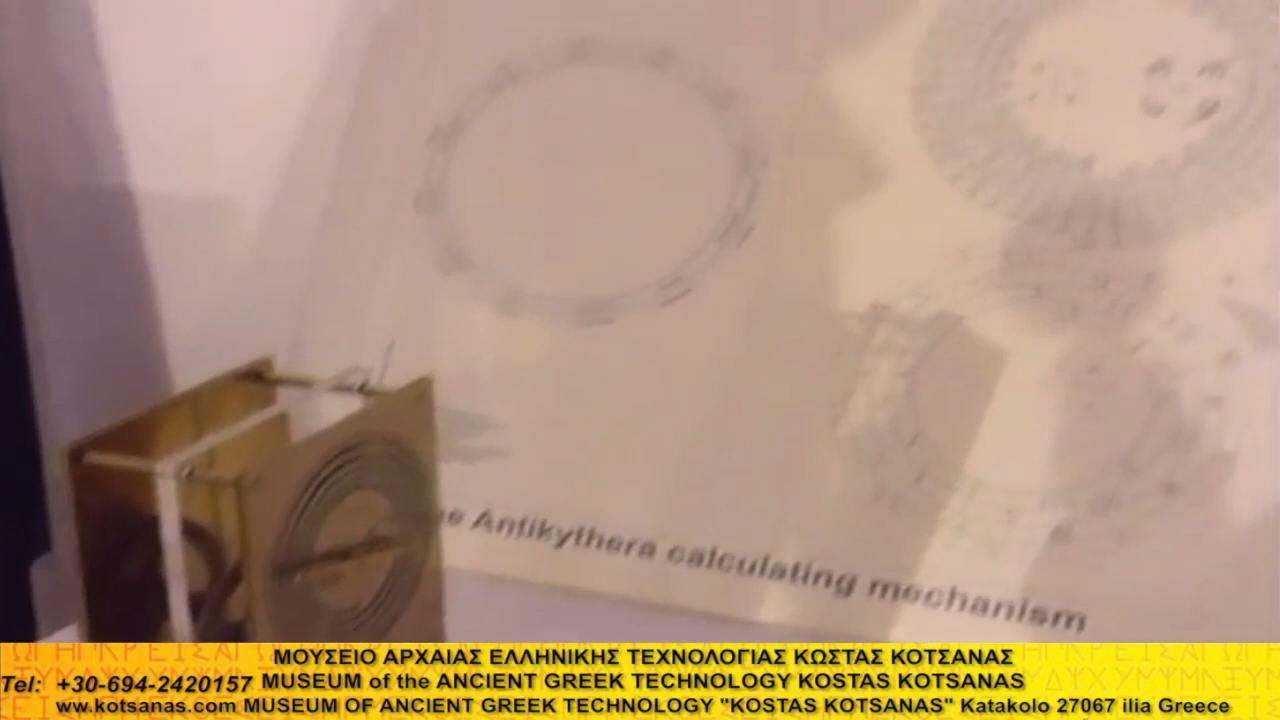 Antikythera calculating mechanism
ΜΟΥΣΕΙΟ ΑΡΧΑΙΑΣ ΕΛΛΗΝΙΚΗΣ ΤΕΧΝΟΛΟΓΙΑΣ ΚΩΣΤΑΣ ΚΟΤΣΑΝΑΣ
Tel: +30-694-2420157 MUSEUM of the ANCIENT GREEK TECHNOLOGY KOSTAS KOTSANAS
www.kotsanas.com MUSEUM OF ANCIENT GREEK TECHNOLOGY "KOSTAS KOTSANAS" Katakolo 27067 ilia Greece